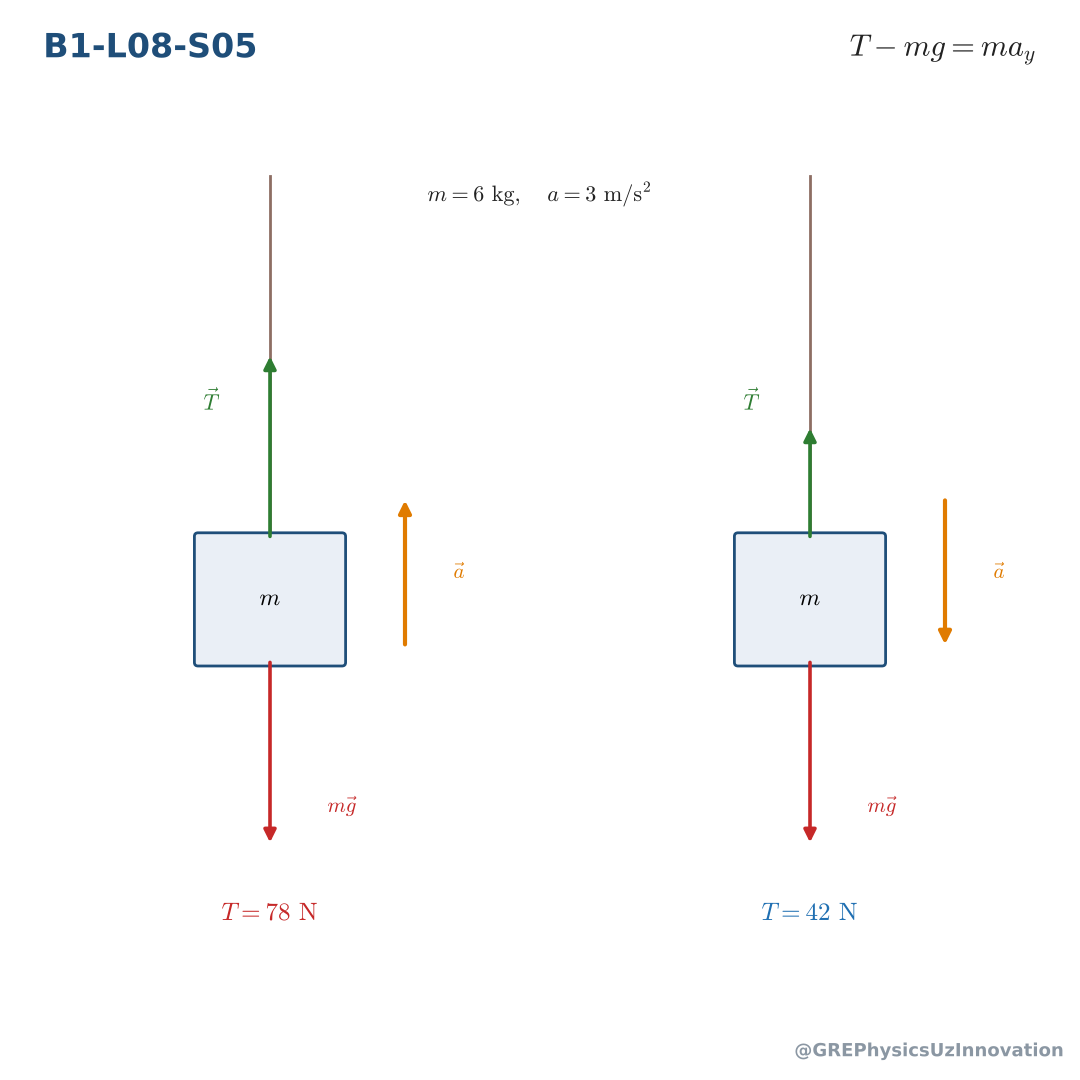 B1-L08-S05
T − mg = ma_y
m = 6 kg, a = 3 m/s²
T⃗
T⃗
a⃗
a⃗
m
m
mg⃗
mg⃗
T = 78 N
T = 42 N
@GREPhysicsUzInnovation